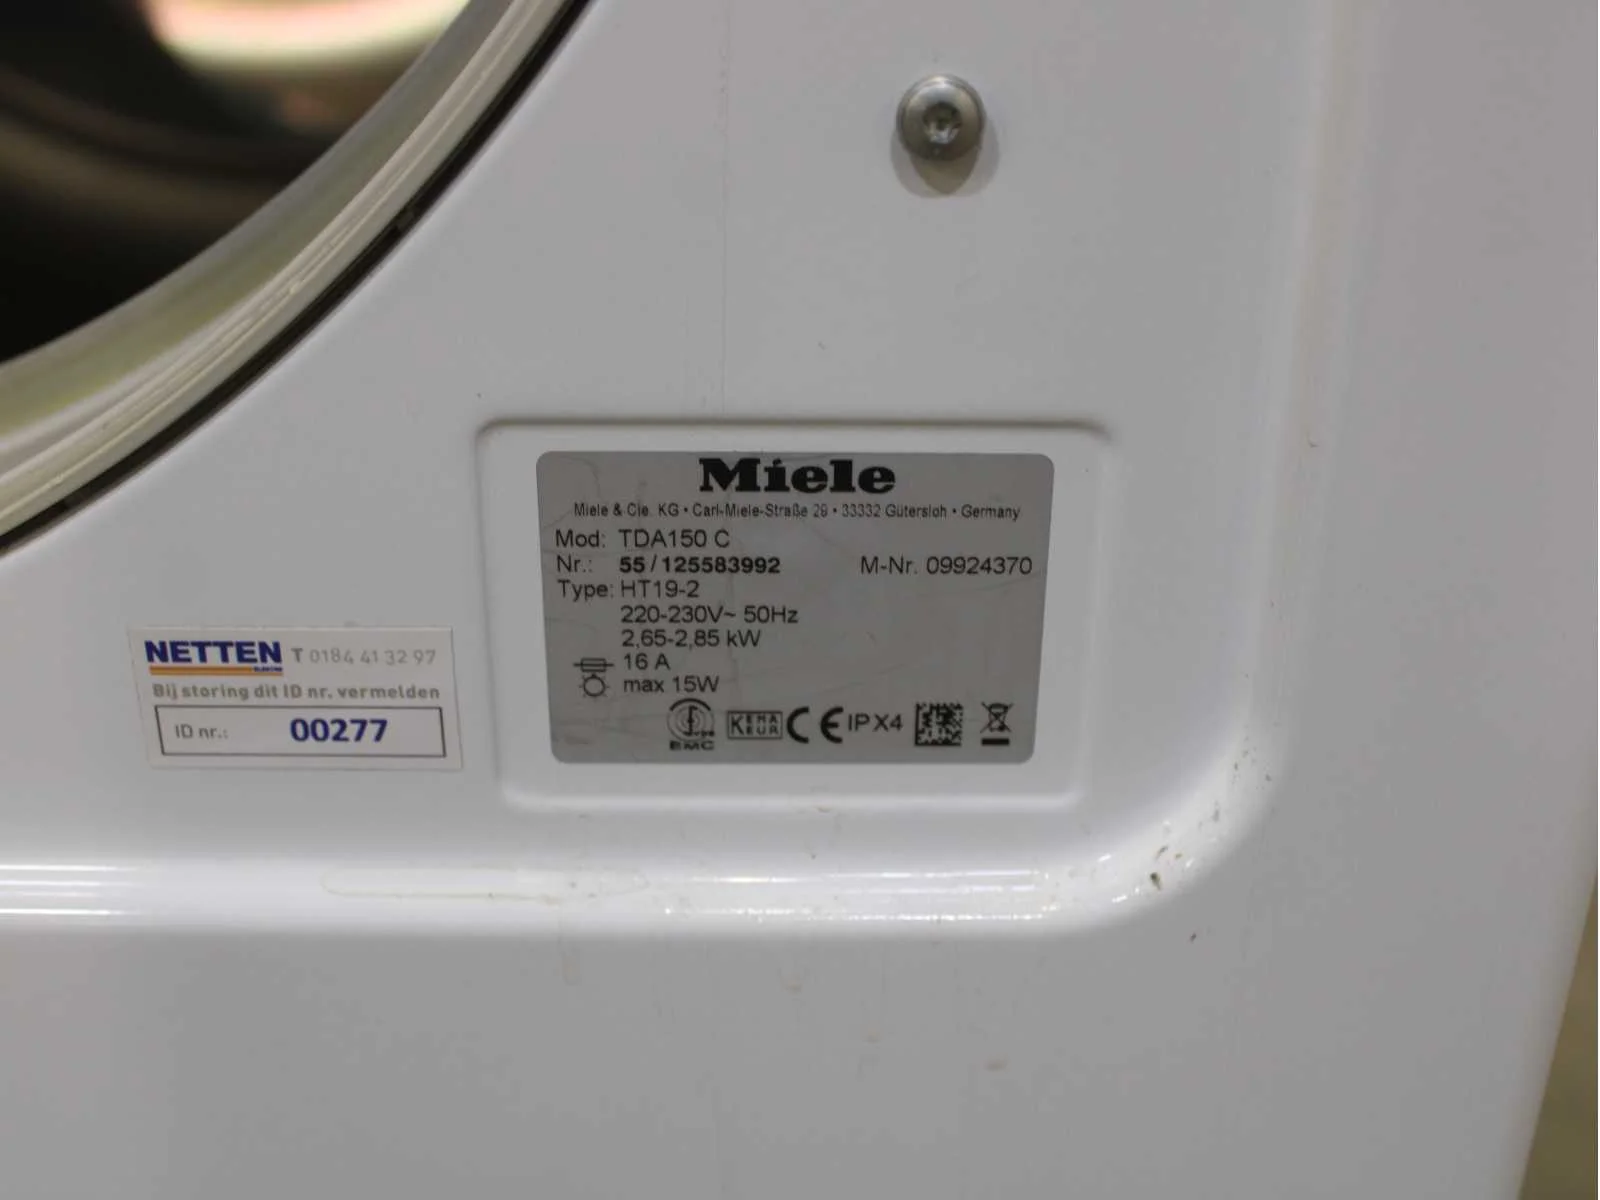 Miele
Miele & Cie. KG • Carl-Miele-Straße 29 • 33332 Gütersloh • Germany
Mod: TDA150 C
Nr.: 55/125583992 M-Nr. 09924370
Type: HT19-2
220-230V~ 50Hz
2,65-2,85 kW
16 A
max 15W
EMC KEMA KEUR CE IPX4
NETTEN T 0184 41 32 97
Bij storing dit ID nr. vermelden
ID nr.: 00277